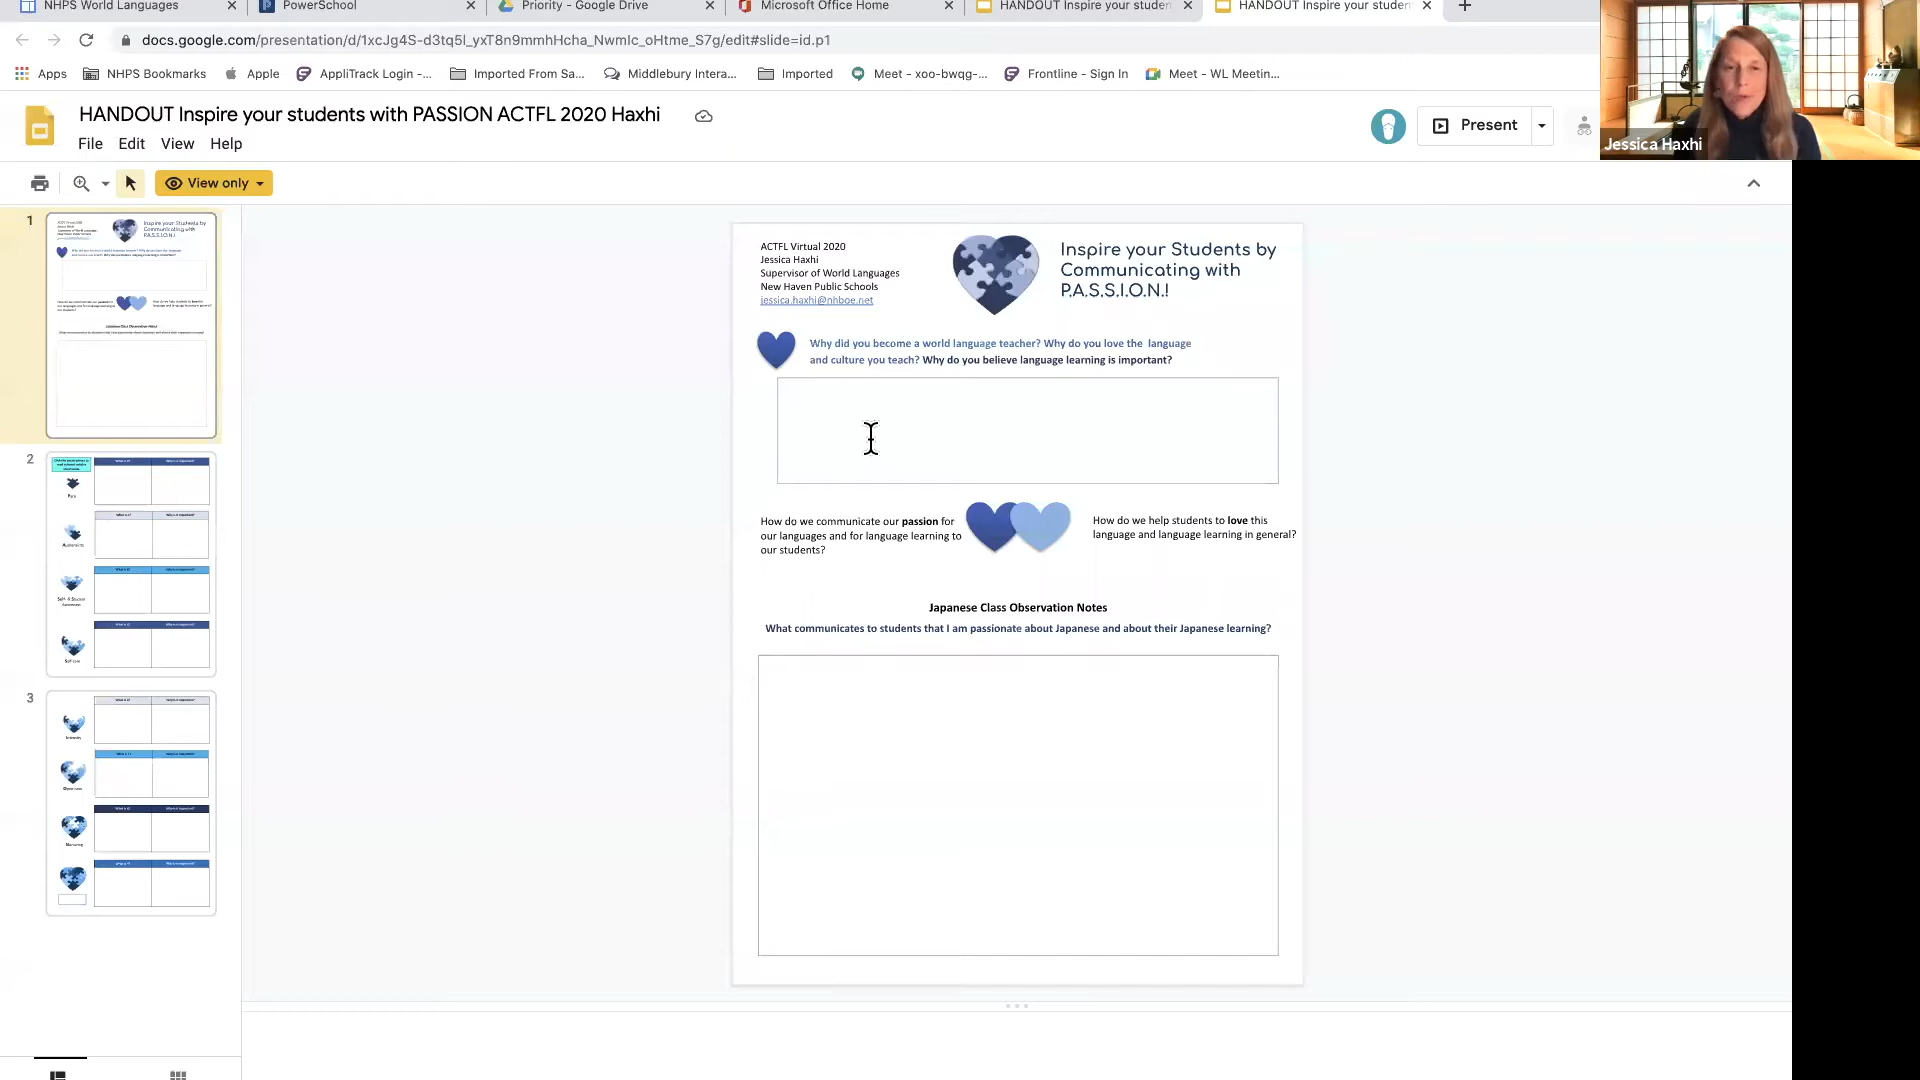 NHPS World Languages
PowerSchool
Priority - Google Drive
Microsoft Office Home
HANDOUT Inspire your studen
HANDOUT Inspire your studen
docs.google.com/presentation/d/1xcJg4S-d3tq5l_yxT8n9mmhHcha_Nwmlc_oHtme_S7g/edit#slide=id.p1
Apps
NHPS Bookmarks
Apple
AppliTrack Login -...
Imported From Sa...
Middlebury Intera...
Imported
Meet - xoo-bwqg-...
Frontline - Sign In
Meet - WL Meetin...
HANDOUT Inspire your students with PASSION ACTFL 2020 Haxhi
File Edit View Help
Present
Jessica Haxhi
View only
1
2
3
ACTFL Virtual 2020
Jessica Haxhi
Supervisor of World Languages
New Haven Public Schools
jessica.haxhi@nhboe.net
Inspire your Students by
Communicating with
P.A.S.S.I.O.N.!
Why did you become a world language teacher? Why do you love the language
and culture you teach? Why do you believe language learning is important?
How do we communicate our passion for
our languages and for language learning to
our students?
How do we help students to love this
language and language learning in general?
Japanese Class Observation Notes
What communicates to students that I am passionate about Japanese and about their Japanese learning?